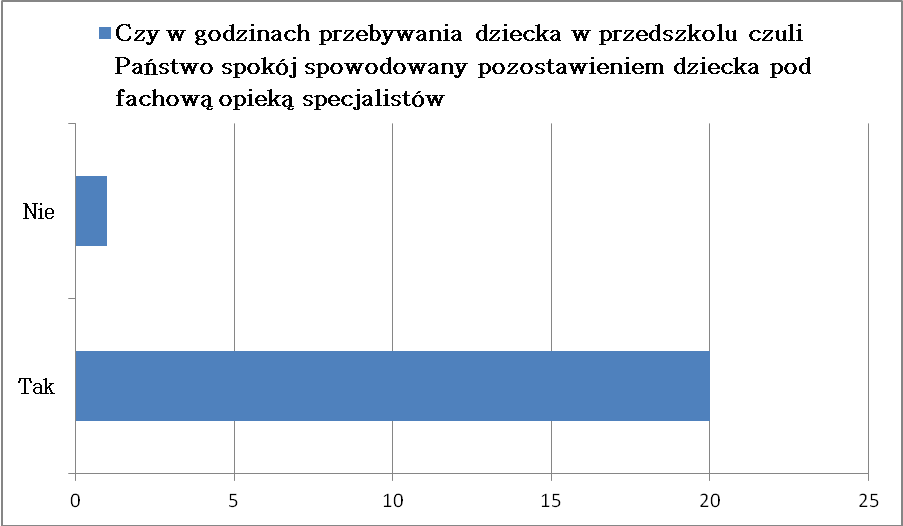 Czy w godzinach przebywania dziecka w przedszkolu czuli
Państwo spokój spowodowany pozostawieniem dziecka pod
fachową opieką specjalistów
Nie
Tak
0 5 10 15 20 25